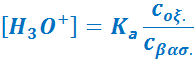 [H₃O⁺] = Kₐ c_οξ. / c_βασ.